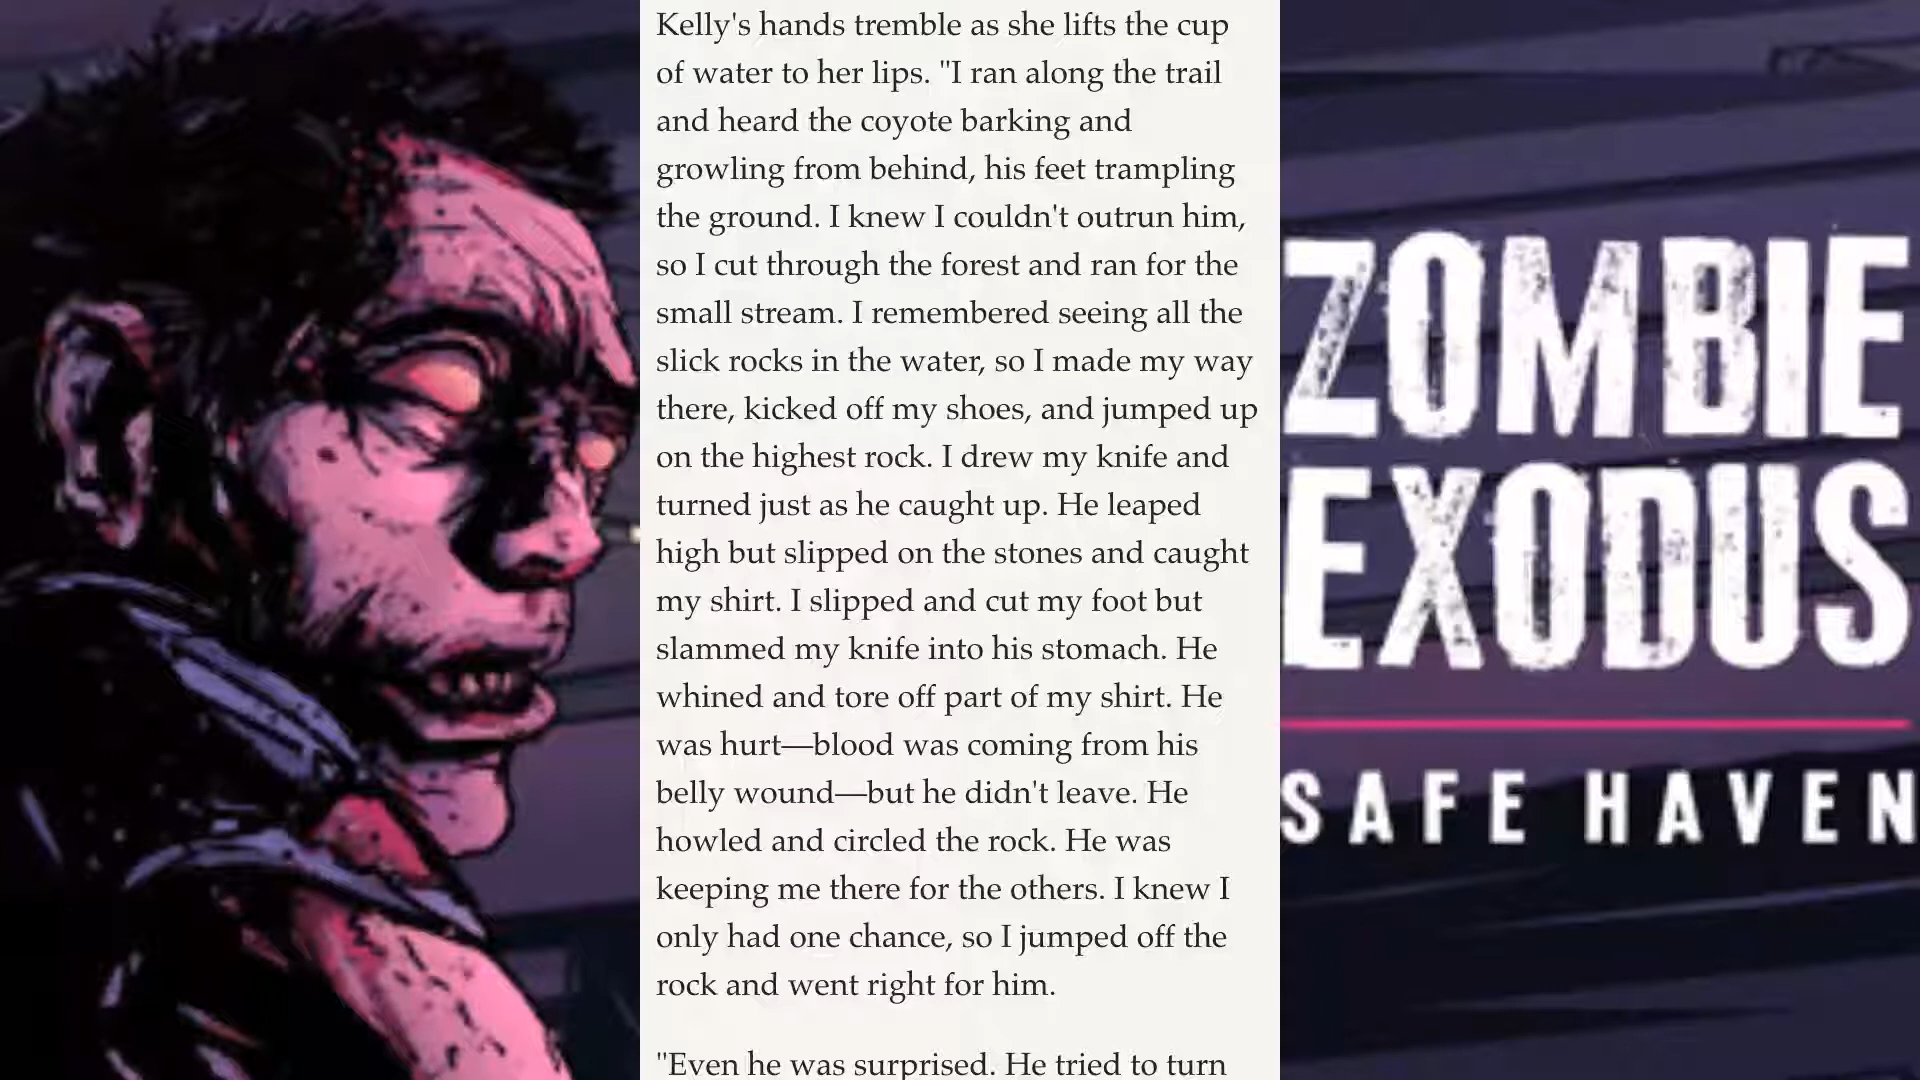 Kelly's hands tremble as she lifts the cup
of water to her lips. "I ran along the trail
and heard the coyote barking and
growling from behind, his feet trampling
the ground. I knew I couldn't outrun him,
so I cut through the forest and ran for the
small stream. I remembered seeing all the
slick rocks in the water, so I made my way
there, kicked off my shoes, and jumped up
on the highest rock. I drew my knife and
turned just as he caught up. He leaped
high but slipped on the stones and caught
my shirt. I slipped and cut my foot but
slammed my knife into his stomach. He
whined and tore off part of my shirt. He
was hurt—blood was coming from his
belly wound—but he didn't leave. He
howled and circled the rock. He was
keeping me there for the others. I knew I
only had one chance, so I jumped off the
rock and went right for him.
"Even he was surprised. He tried to turn
ZOMBIE
EXODUS
SAFE HAVEN